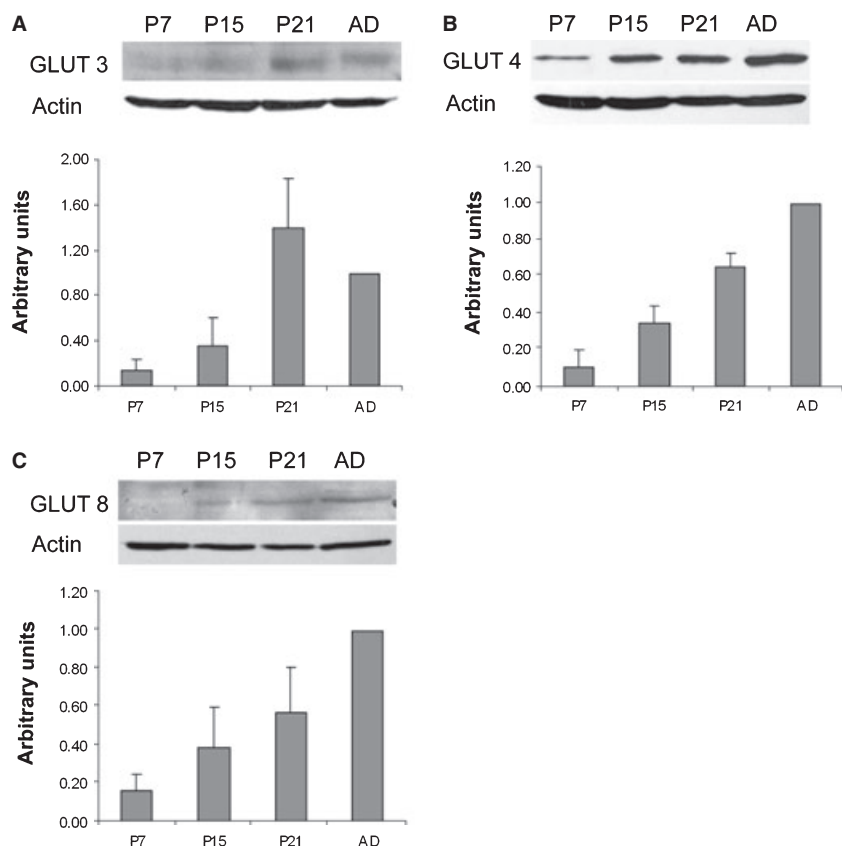 A
P7 P15 P21 AD
GLUT 3
Actin
2.00
1.60
1.20
0.80
0.40
0.00
Arbitrary units
P7 P15 P21 AD
B
P7 P15 P21 AD
GLUT 4
Actin
1.20
1.00
0.80
0.60
0.40
0.20
0.00
Arbitrary units
P7 P15 P21 AD
C
P7 P15 P21 AD
GLUT 8
Actin
1.20
1.00
0.80
0.60
0.40
0.20
0.00
Arbitrary units
P7 P15 P21 AD